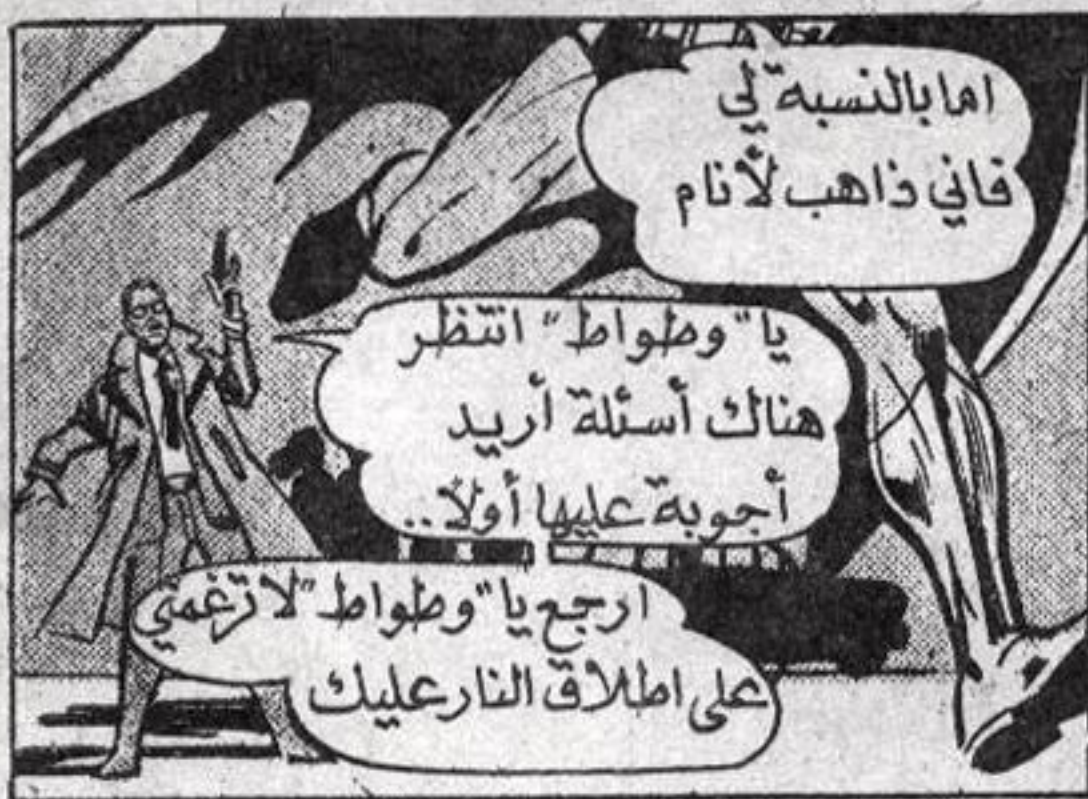 اما بالنسبة لي
فاني ذاهب لأنام
يا "وطواط" انتظر
هناك أسئلة أريد
أجوبة عليها أولاً..
ارجع يا "وطواط" لا ترغمني
على اطلاق النار عليك